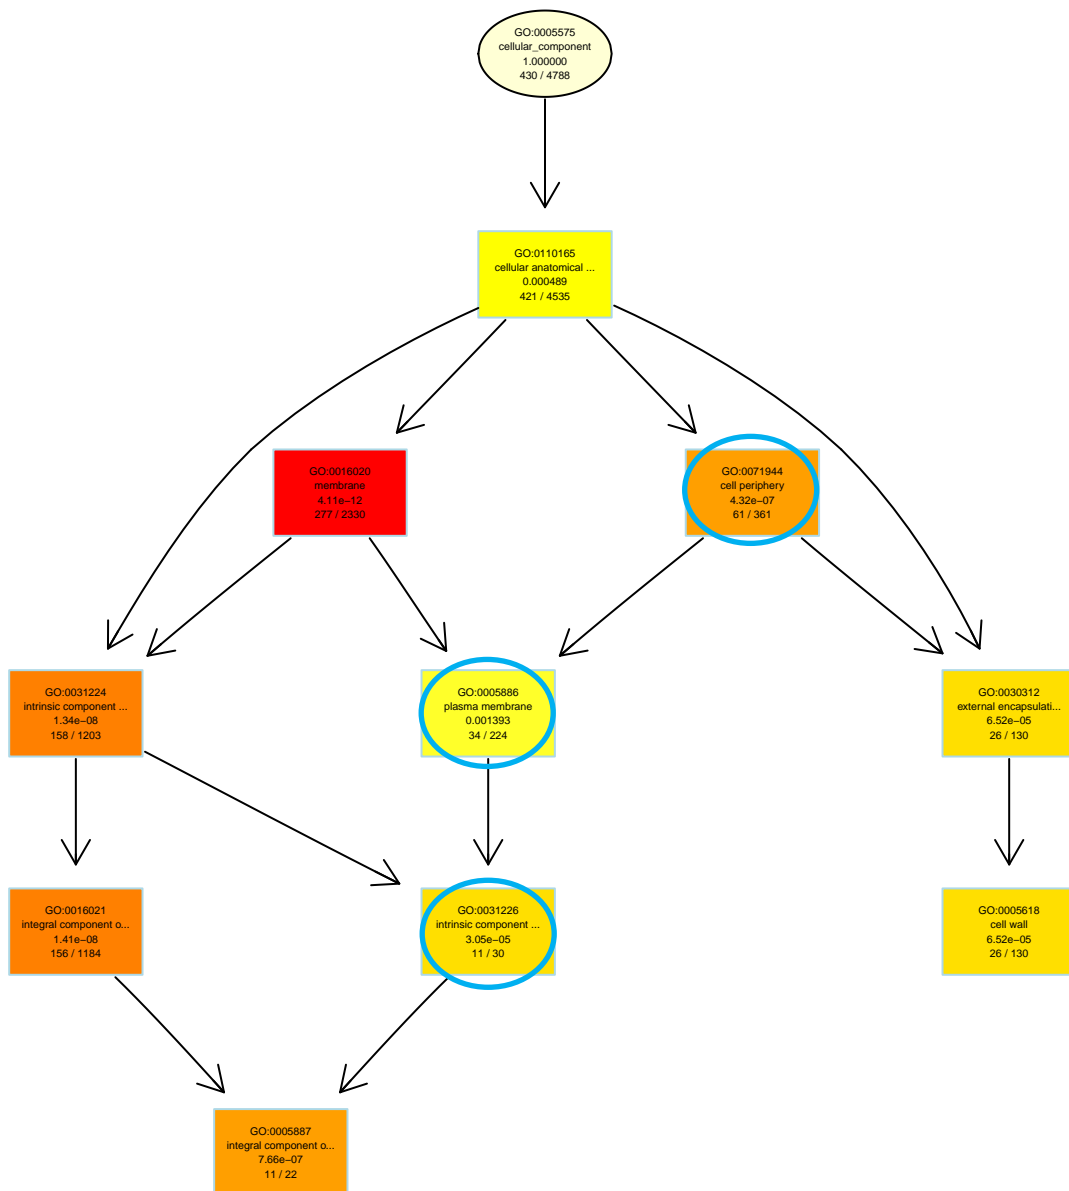 GO:0005575
cellular_component
1.000000
430 / 4788
GO:0110165
cellular anatomical ...
0.000489
421 / 4535
GO:0016020
membrane
4.11e−12
277 / 2330
GO:0071944
cell periphery
4.32e−07
61 / 361
GO:0031224
intrinsic component ...
1.34e−08
158 / 1203
GO:0005886
plasma membrane
0.001393
34 / 224
GO:0030312
external encapsulati...
6.52e−05
26 / 130
GO:0016021
integral component o...
1.41e−08
156 / 1184
GO:0031226
intrinsic component ...
3.05e−05
11 / 30
GO:0005618
cell wall
6.52e−05
26 / 130
GO:0005887
integral component o...
7.66e−07
11 / 22